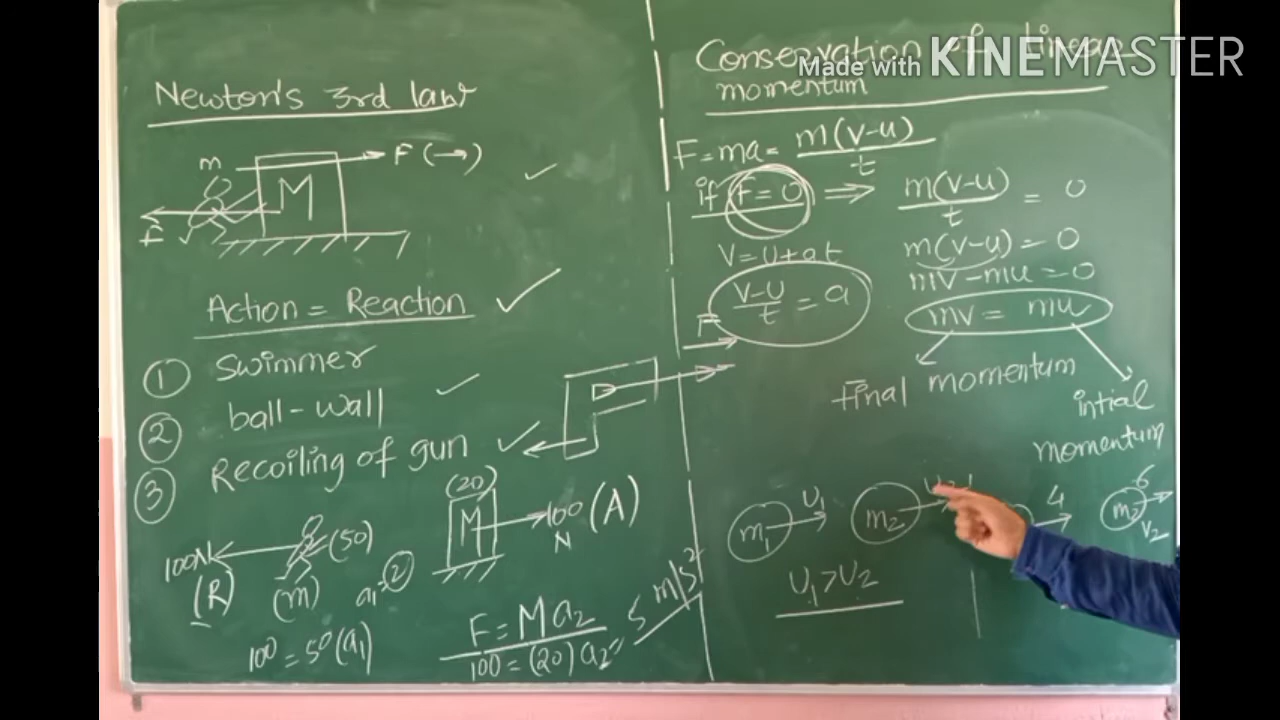 Newton's 3rd law
m
F (→)
M
F
Action = Reaction
① swimmer
② ball - wall
③ Recoiling of gun
100N
(R)
(50)
(m)
a1=2
100 = 50(a1)
(20)
M
100 N (A)
F = Ma2
100 = (20) a2 = 5 m/s²
Conservation of linear
momentum
Made with KINEMASTER
F = ma = m(v-u)/t
if F = 0 ⇒ m(v-u)/t = 0
v = u + at
m(v-u) = 0
v-u/t = a
mv - mu = 0
F
mv = mu
final momentum
intial
momentum
m1 U1
m2
4
m2
6
V2
U1 > U2